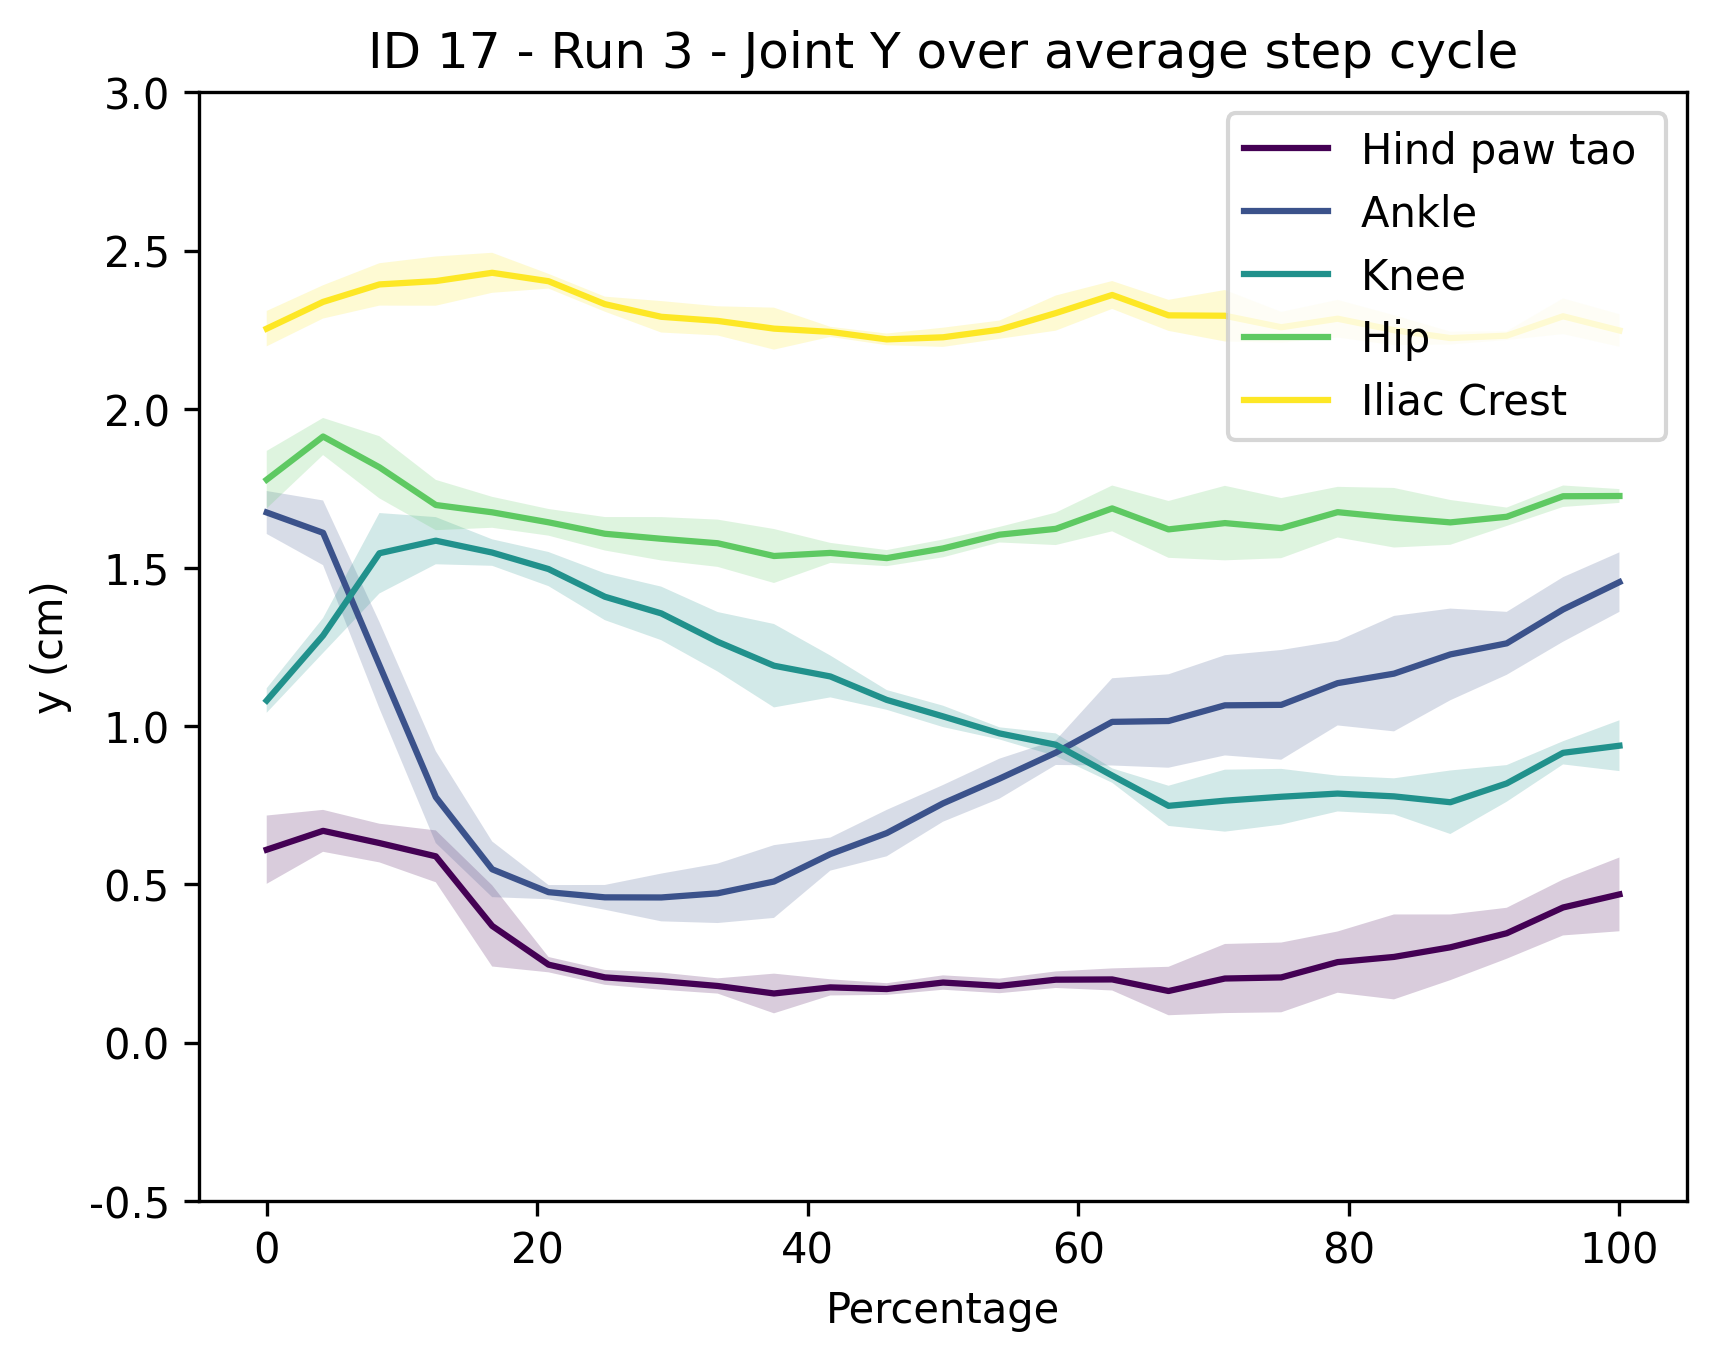 ID 17 - Run 3 - Joint Y over average step cycle
3.0
2.5
2.0
1.5
1.0
0.5
0.0
-0.5
y (cm)
Hind paw tao
Ankle
Knee
Hip
Iliac Crest
0 20 40 60 80 100
Percentage